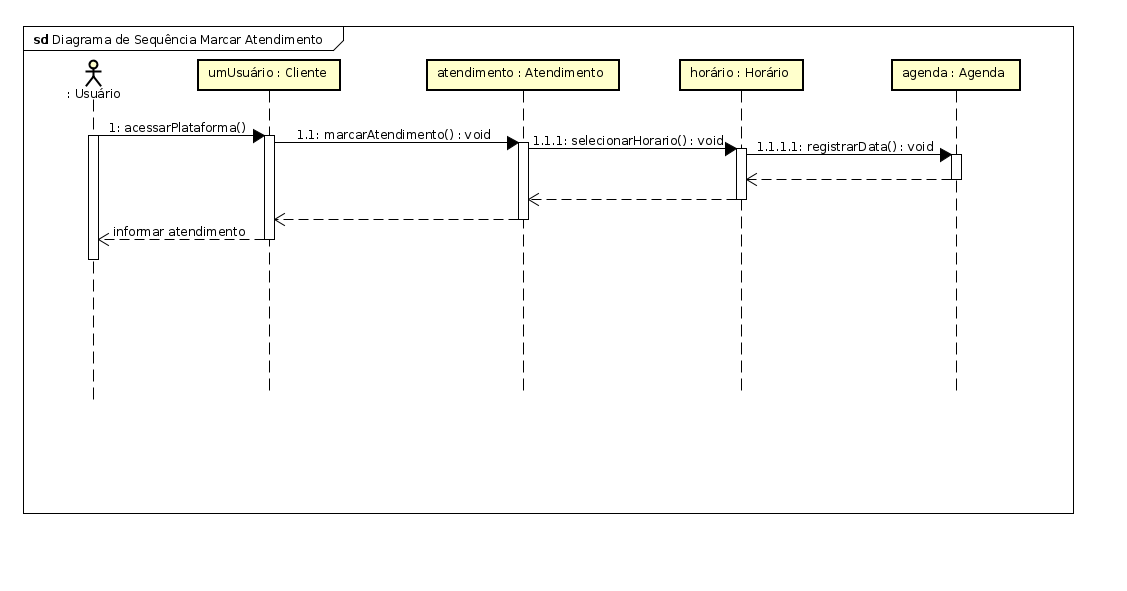 sd Diagrama de Sequência Marcar Atendimento
: Usuário
umUsuário : Cliente
atendimento : Atendimento
horário : Horário
agenda : Agenda
1: acessarPlataforma()
1.1: marcarAtendimento() : void
1.1.1: selecionarHorario() : void
1.1.1.1: registrarData() : void
informar atendimento